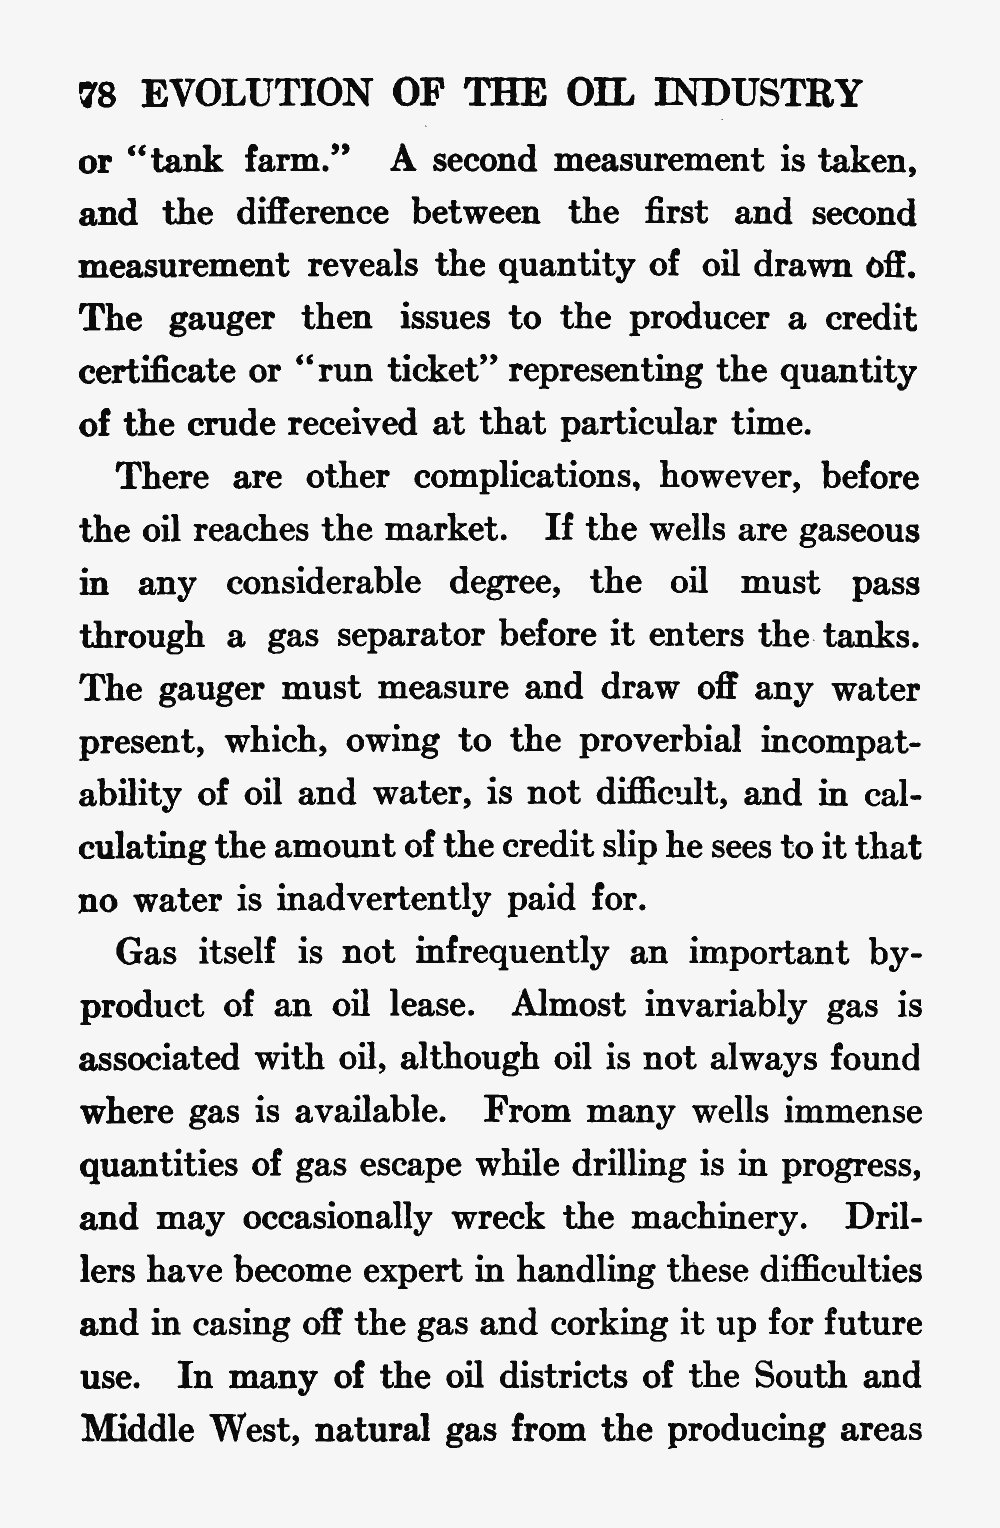 78 EVOLUTION OF THE OIL INDUSTRY
or “tank farm.” A second measurement is taken,
and the difference between the first and second
measurement reveals the quantity of oil drawn off.
The gauger then issues to the producer a credit
certificate or “run ticket” representing the quantity
of the crude received at that particular time.
There are other complications, however, before
the oil reaches the market. If the wells are gaseous
in any considerable degree, the oil must pass
through a gas separator before it enters the tanks.
The gauger must measure and draw off any water
present, which, owing to the proverbial incompat-
ability of oil and water, is not difficult, and in cal-
culating the amount of the credit slip he sees to it that
no water is inadvertently paid for.
Gas itself is not infrequently an important by-
product of an oil lease. Almost invariably gas is
associated with oil, although oil is not always found
where gas is available. From many wells immense
quantities of gas escape while drilling is in progress,
and may occasionally wreck the machinery. Dril-
lers have become expert in handling these difficulties
and in casing off the gas and corking it up for future
use. In many of the oil districts of the South and
Middle West, natural gas from the producing areas